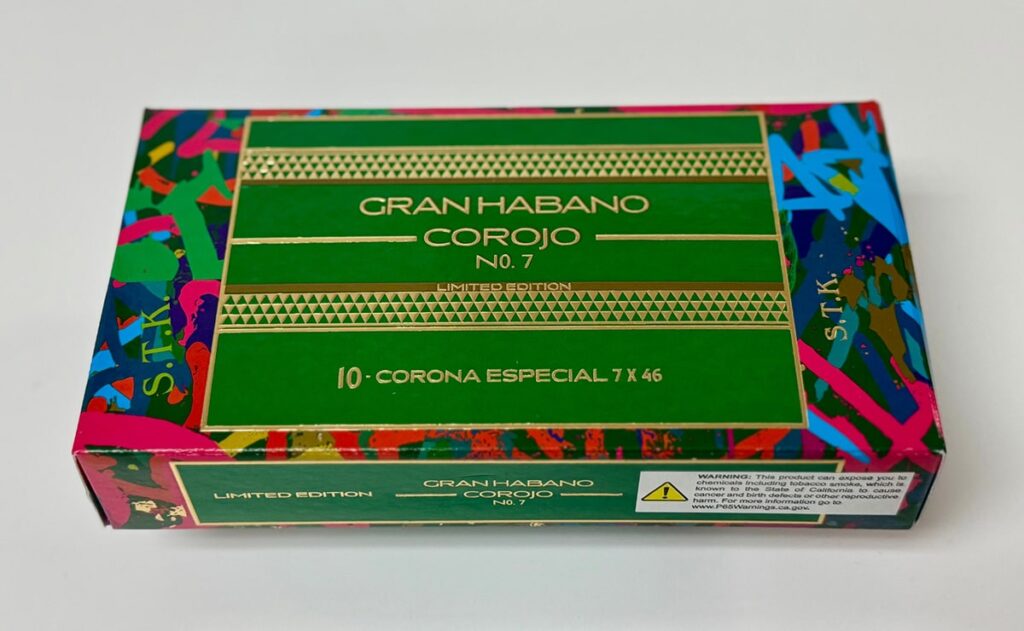 GRAN HABANO
COROJO
NO. 7
LIMITED EDITION
10 - CORONA ESPECIAL 7 X 46
S.T.K.
S.T.K.
LIMITED EDITION
GRAN HABANO
COROJO
NO. 7
WARNING: This product can expose you to
chemicals including tobacco smoke, which is
known to the State of California to cause
cancer and birth defects or other reproductive
harm. For more information go to
www.P65Warnings.ca.gov.